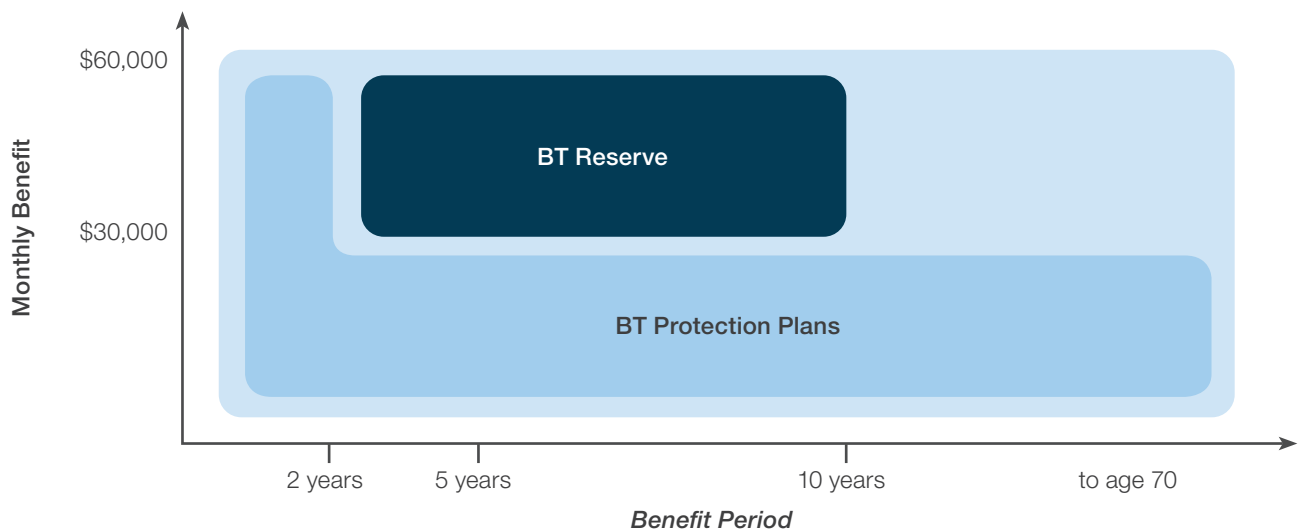 $60,000
BT Reserve
Monthly Benefit
$30,000
BT Protection Plans
2 years
5 years
10 years
to age 70
Benefit Period